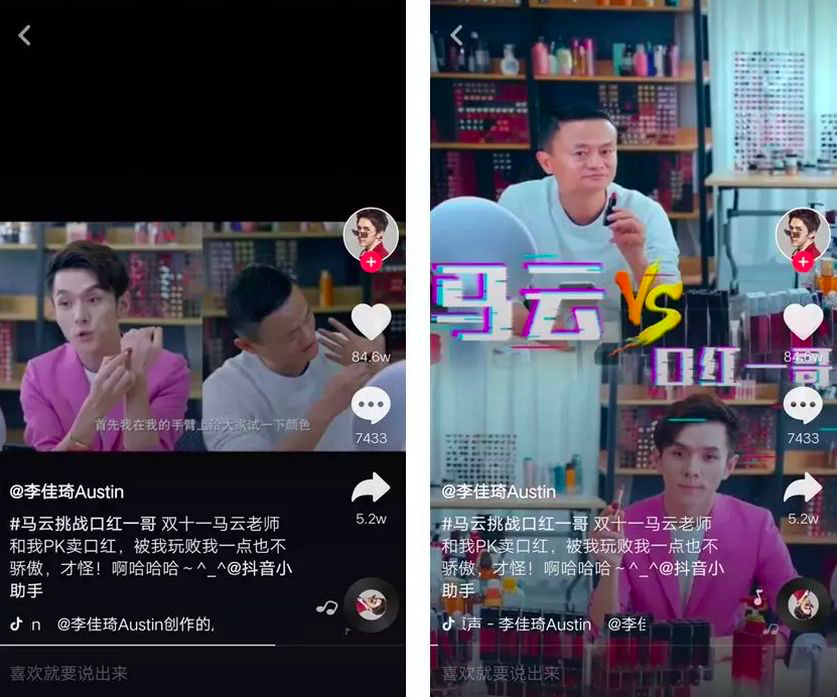 首先我在我的手臂上给大家试一下颜色
84.6w
7433
@李佳琦Austin
5.2w
#马云挑战口红一哥 双十一马云老师
和我PK卖口红，被我玩败我一点也不
骄傲，才怪！啊哈哈哈～^_^@抖音小
助手
n @李佳琦Austin创作的,
喜欢就要说出来
马云VS
口红一哥
84.6w
7433
@李佳琦Austin
5.2w
#马云挑战口红一哥 双十一马云老师
和我PK卖口红，被我玩败我一点也不
骄傲，才怪！啊哈哈哈～^_^@抖音小
助手
声 - 李佳琦Austin @李
喜欢就要说出来